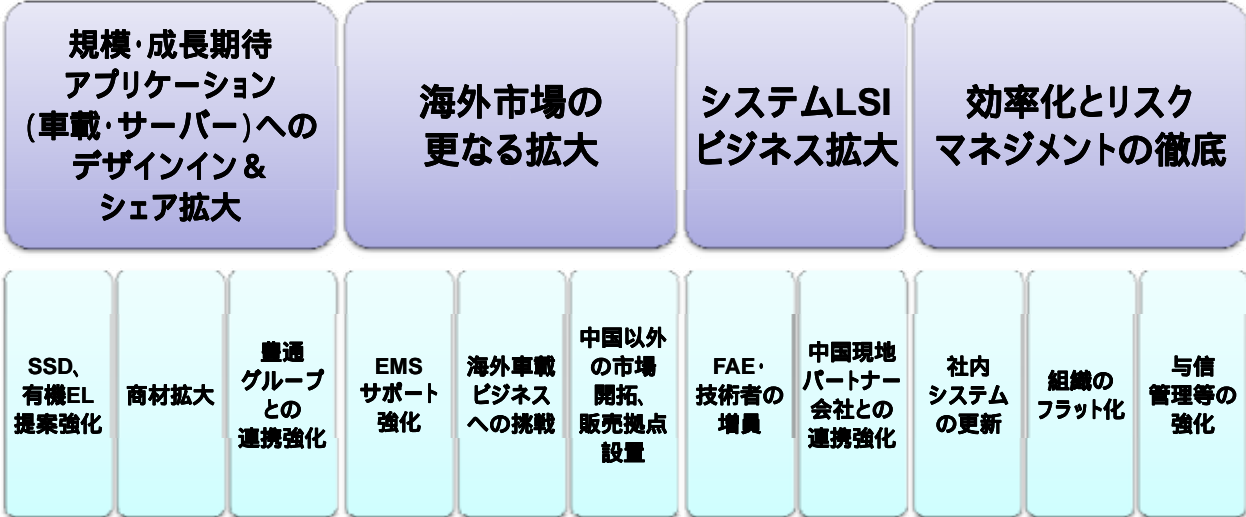 規模・成長期待
アプリケーション
(車載・サーバー)への
デザインイン＆
シェア拡大
海外市場の
更なる拡大
システムLSI
ビジネス拡大
効率化とリスク
マネジメントの徹底
SSD、
有機EL
提案強化
商材拡大
豊通
グループ
との
連携強化
EMS
サポート
強化
海外車載
ビジネス
への挑戦
中国以外
の市場
開拓、
販売拠点
設置
FAE・
技術者の
増員
中国現地
パートナー
会社との
連携強化
社内
システム
の更新
組織の
フラット化
与信
管理等の
強化